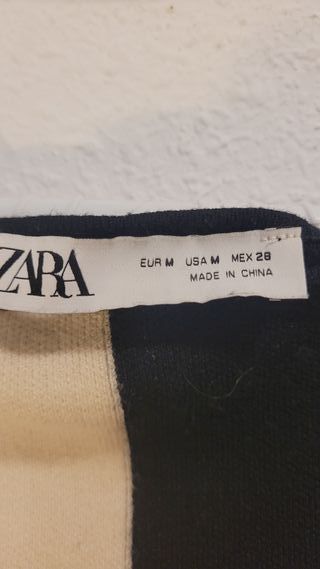 ZARA
EUR M USA M MEX 28
MADE IN CHINA